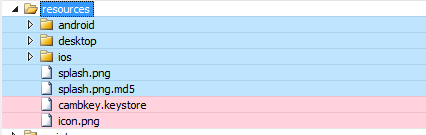 resources
android
desktop
ios
splash.png
splash.png.md5
cambkey.keystore
icon.png